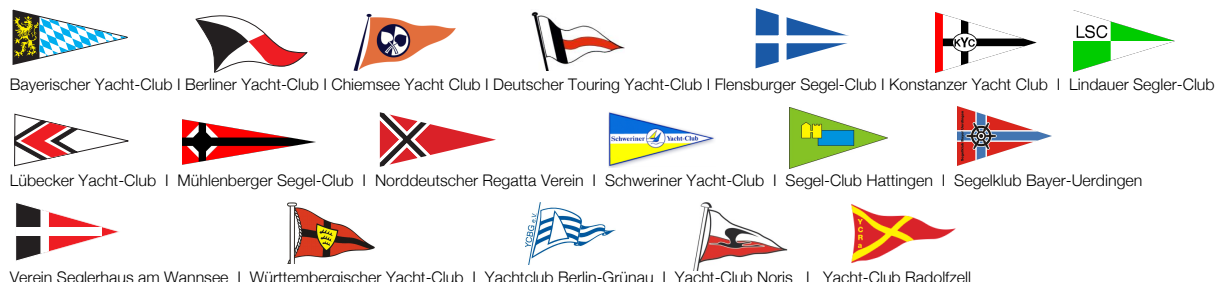 Bayerischer Yacht-Club I Berliner Yacht-Club I Chiemsee Yacht Club I Deutscher Touring Yacht-Club I Flensburger Segel-Club I Konstanzer Yacht Club I Lindauer Segler-Club
KYC
LSC
Lübecker Yacht-Club I Mühlenberger Segel-Club I Norddeutscher Regatta Verein I Schweriner Yacht-Club I Segel-Club Hattingen I Segelklub Bayer-Uerdingen
Schweriner Yacht-Club
Verein Seglerhaus am Wannsee I Württembergischer Yacht-Club I Yachtclub Berlin-Grünau I Yacht-Club Noris I Yacht-Club Radolfzell
YCBG e.V.
YCRa